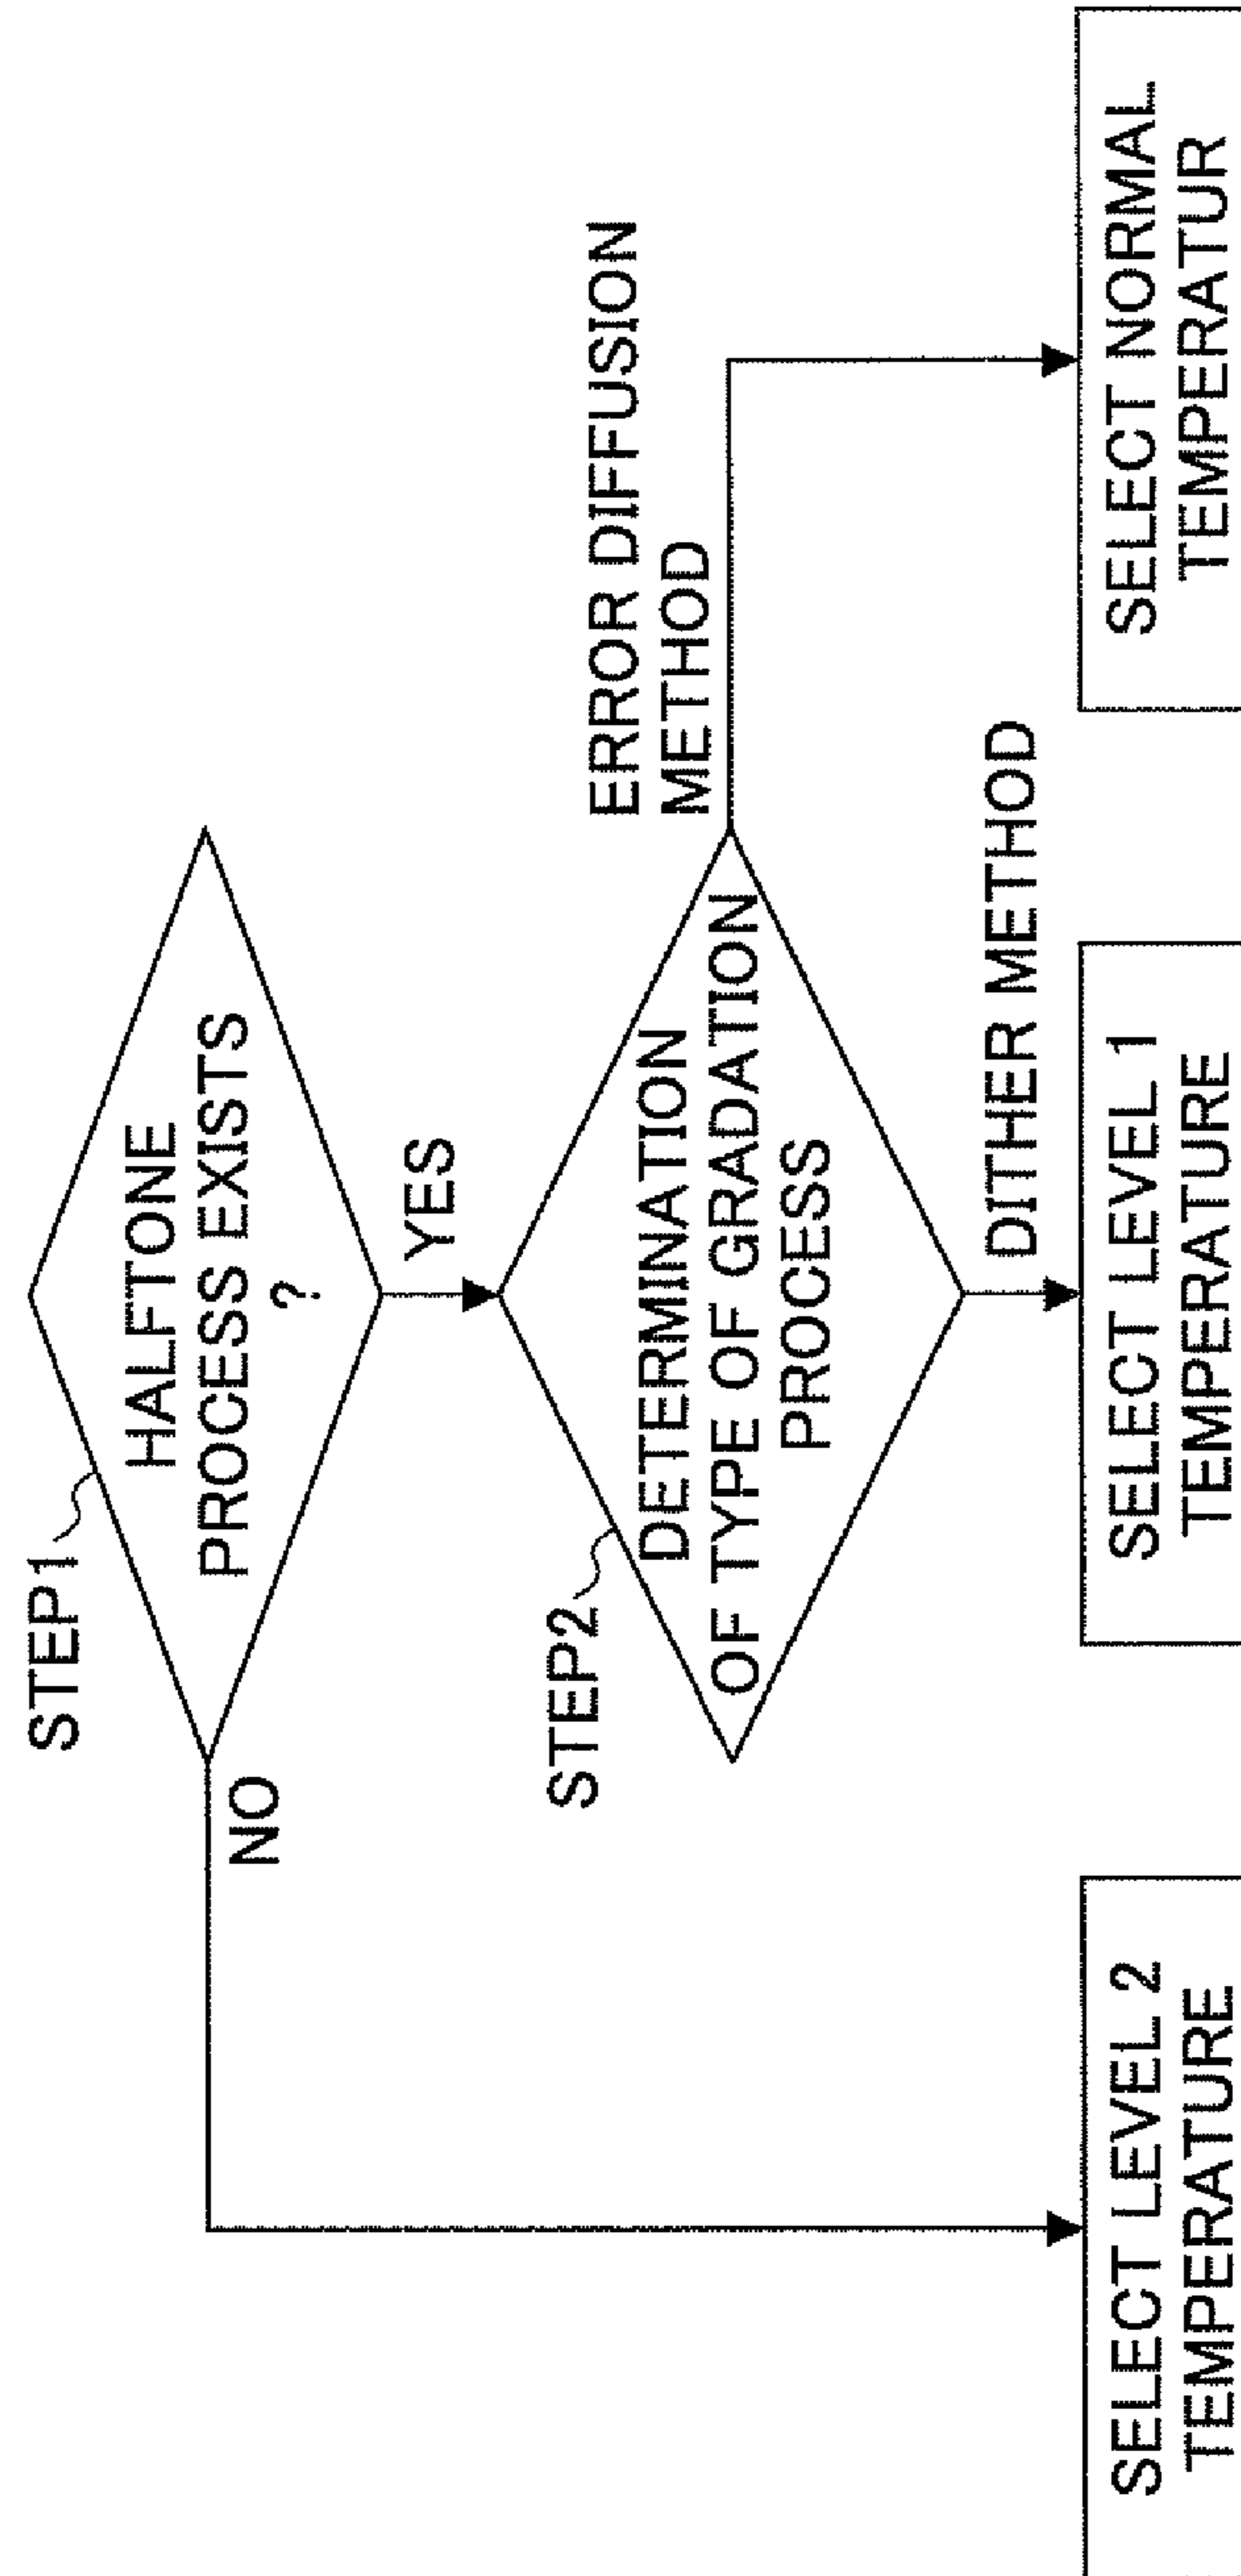 STEP1
HALFTONE
PROCESS EXISTS
?
NO
YES
STEP2
DETERMINATION
OF TYPE OF GRADATION
PROCESS
ERROR DIFFUSION
METHOD
DITHER METHOD
SELECT LEVEL 2
TEMPERATURE
SELECT LEVEL 1
TEMPERATURE
SELECT NORMAL
TEMPERATUR